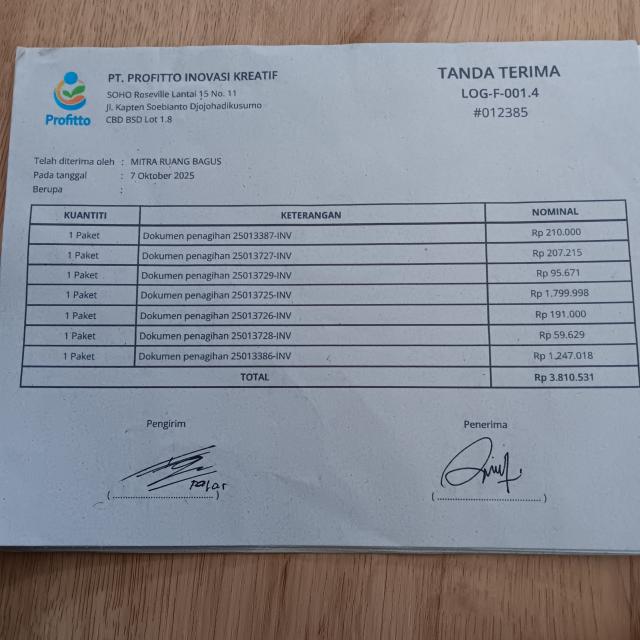 PT. PROFITTO INOVASI KREATIF
SOHO Roseville Lantai 15 No. 11
Jl. Kapten Soebianto Djojohadikusumo
CBD BSD Lot 1.8
Profitto
TANDA TERIMA
LOG-F-001.4
#012385
Telah diterima oleh : MITRA RUANG BAGUS
Pada tanggal : 7 Oktober 2025
Berupa :
KUANTITI KETERANGAN NOMINAL
1 Paket Dokumen penagihan 25013387-INV Rp 210.000
1 Paket Dokumen penagihan 25013727-INV Rp 207.215
1 Paket Dokumen penagihan 25013729-INV Rp 95.671
1 Paket Dokumen penagihan 25013725-INV Rp 1.799.998
1 Paket Dokumen penagihan 25013726-INV Rp 191.000
1 Paket Dokumen penagihan 25013728-INV Rp 59.629
1 Paket Dokumen penagihan 25013386-INV Rp 1.247.018
TOTAL Rp 3.810.531
Pengirim Penerima